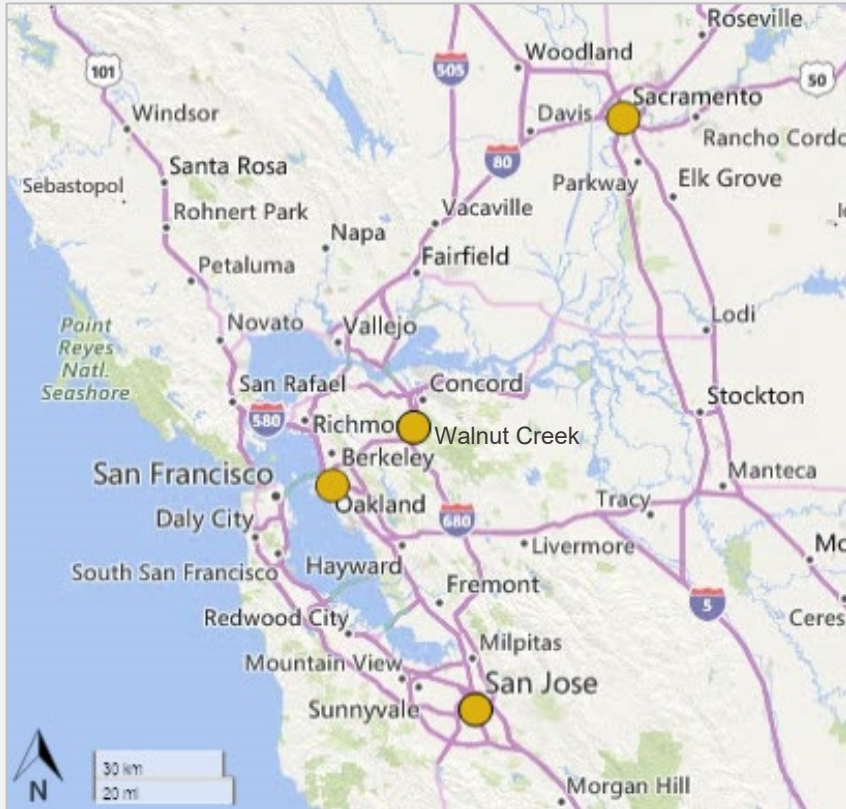 Roseville
Woodland
101
505
50
Sacramento
Windsor
Davis
Rancho Cordo
80
Santa Rosa
Parkway
Elk Grove
Sebastopol
Rohnert Park
Vacaville
Napa
Fairfield
Petaluma
Point
Reyes
Natl.
Seashore
Novato
Vallejo
Lodi
San Rafael
Concord
Stockton
580
Richmo
Walnut Creek
Berkeley
San Francisco
Manteca
Oakland
Tracy
Daly City
680
Livermore
Mo
Hayward
South San Francisco
Fremont
5
Ceres
Redwood City
Milpitas
Mountain View
San Jose
Sunnyvale
N
30 km
20 mi
Morgan Hill